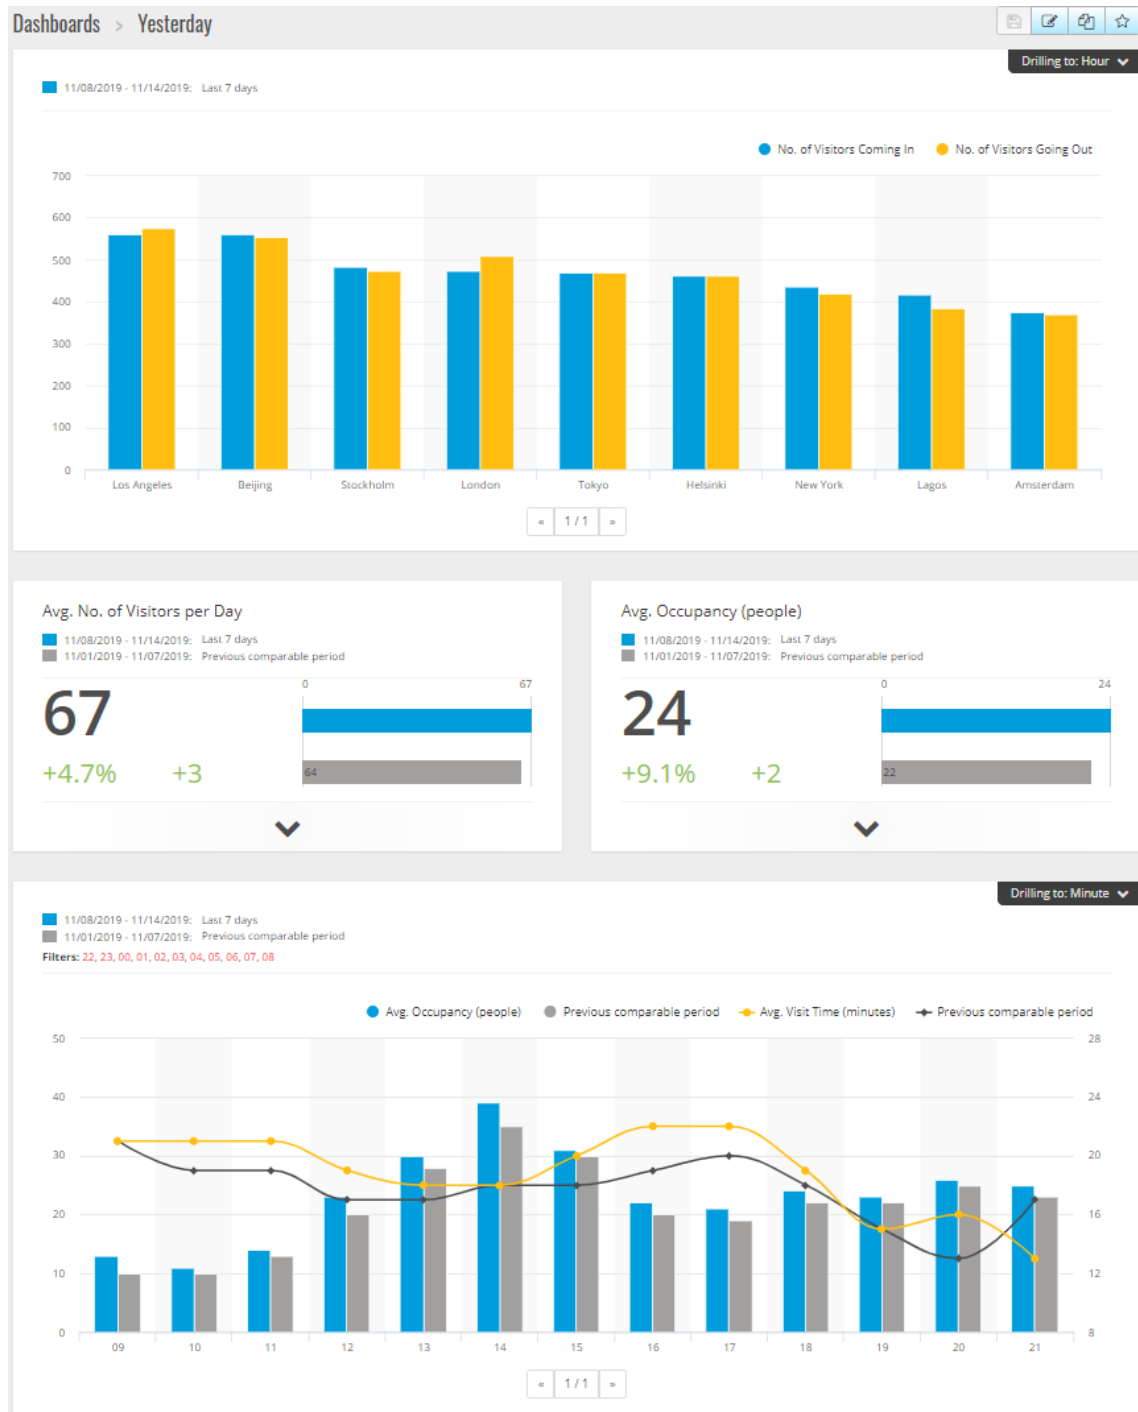 Dashboards > Yesterday
Drilling to: Hour
11/08/2019 - 11/14/2019: Last 7 days
No. of Visitors Coming In No. of Visitors Going Out
700
600
500
400
300
200
100
0
Los Angeles Beijing Stockholm London Tokyo Helsinki New York Lagos Amsterdam
« 1 / 1 »
Avg. No. of Visitors per Day
11/08/2019 - 11/14/2019: Last 7 days
11/01/2019 - 11/07/2019: Previous comparable period
0 67
67
+4.7% +3
64
Avg. Occupancy (people)
11/08/2019 - 11/14/2019: Last 7 days
11/01/2019 - 11/07/2019: Previous comparable period
0 24
24
+9.1% +2
22
Drilling to: Minute
11/08/2019 - 11/14/2019: Last 7 days
11/01/2019 - 11/07/2019: Previous comparable period
Filters: 22, 23, 00, 01, 02, 03, 04, 05, 06, 07, 08
Avg. Occupancy (people) Previous comparable period Avg. Visit Time (minutes) Previous comparable period
50 28
40 24
30 20
20 16
10 12
0 8
09 10 11 12 13 14 15 16 17 18 19 20 21
« 1 / 1 »